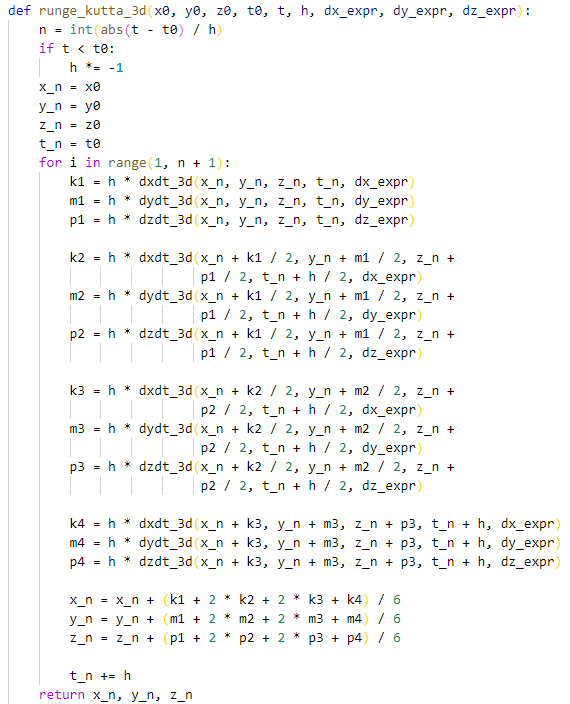 def runge_kutta_3d(x0, y0, z0, t0, t, h, dx_expr, dy_expr, dz_expr):
    n = int(abs(t - t0) / h)
    if t < t0:
        h *= -1
    x_n = x0
    y_n = y0
    z_n = z0
    t_n = t0
    for i in range(1, n + 1):
        k1 = h * dxdt_3d(x_n, y_n, z_n, t_n, dx_expr)
        m1 = h * dydt_3d(x_n, y_n, z_n, t_n, dy_expr)
        p1 = h * dzdt_3d(x_n, y_n, z_n, t_n, dz_expr)

        k2 = h * dxdt_3d(x_n + k1 / 2, y_n + m1 / 2, z_n +
                         p1 / 2, t_n + h / 2, dx_expr)
        m2 = h * dydt_3d(x_n + k1 / 2, y_n + m1 / 2, z_n +
                         p1 / 2, t_n + h / 2, dy_expr)
        p2 = h * dzdt_3d(x_n + k1 / 2, y_n + m1 / 2, z_n +
                         p1 / 2, t_n + h / 2, dz_expr)

        k3 = h * dxdt_3d(x_n + k2 / 2, y_n + m2 / 2, z_n +
                         p2 / 2, t_n + h / 2, dx_expr)
        m3 = h * dydt_3d(x_n + k2 / 2, y_n + m2 / 2, z_n +
                         p2 / 2, t_n + h / 2, dy_expr)
        p3 = h * dzdt_3d(x_n + k2 / 2, y_n + m2 / 2, z_n +
                         p2 / 2, t_n + h / 2, dz_expr)

        k4 = h * dxdt_3d(x_n + k3, y_n + m3, z_n + p3, t_n + h, dx_expr)
        m4 = h * dydt_3d(x_n + k3, y_n + m3, z_n + p3, t_n + h, dy_expr)
        p4 = h * dzdt_3d(x_n + k3, y_n + m3, z_n + p3, t_n + h, dz_expr)

        x_n = x_n + (k1 + 2 * k2 + 2 * k3 + k4) / 6
        y_n = y_n + (m1 + 2 * m2 + 2 * m3 + m4) / 6
        z_n = z_n + (p1 + 2 * p2 + 2 * p3 + p4) / 6

        t_n += h
    return x_n, y_n, z_n